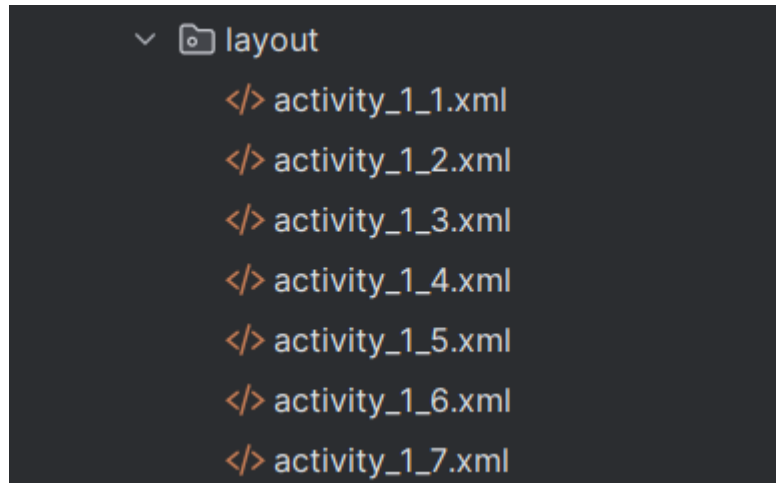 layout
</> activity_1_1.xml
</> activity_1_2.xml
</> activity_1_3.xml
</> activity_1_4.xml
</> activity_1_5.xml
</> activity_1_6.xml
</> activity_1_7.xml